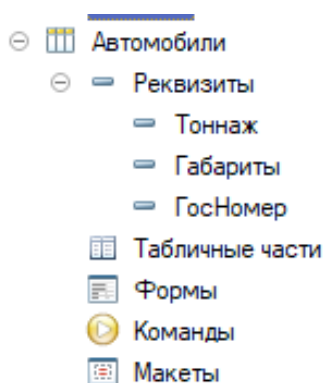 Автомобили
Реквизиты
Тоннаж
Габариты
ГосНомер
Табличные части
Формы
Команды
Макеты